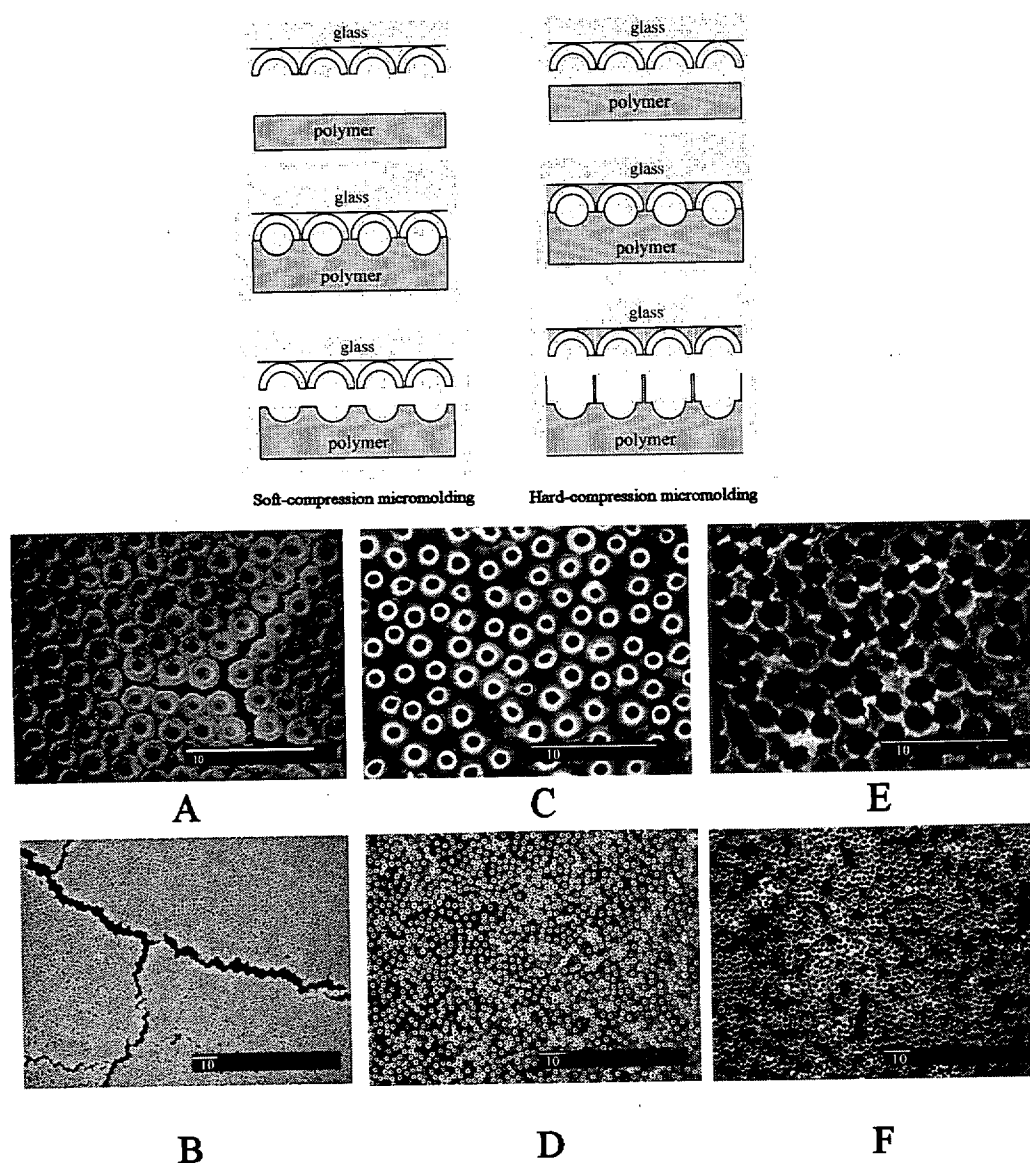 glass
polymer
glass
polymer
glass
polymer
Soft-compression micromolding
glass
polymer
glass
polymer
glass
polymer
Hard-compression micromolding
10
10
10
A
C
E
10
10
10
B
D
F